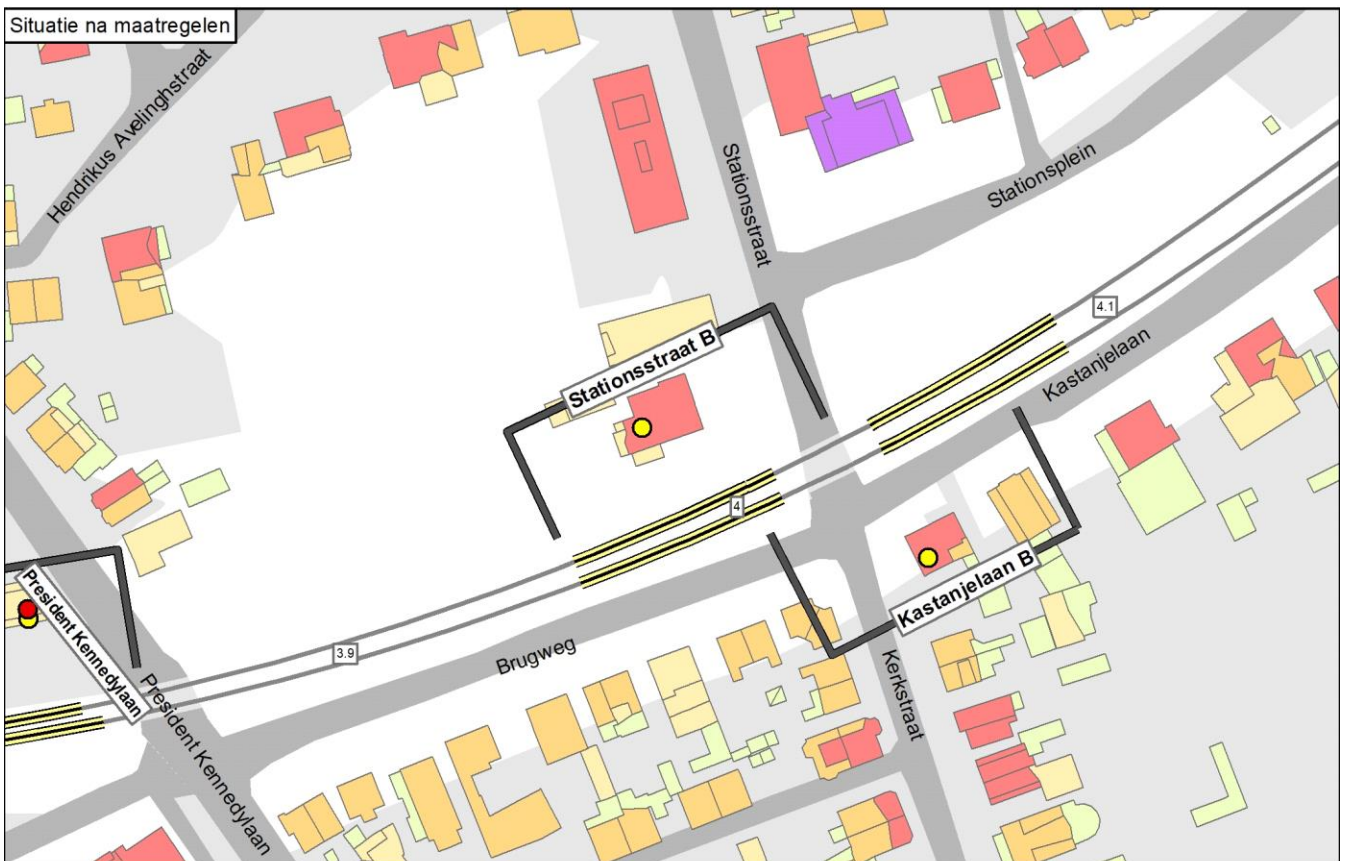 Situatie na maatregelen
Hendrikus Avelinghstraat
Stationsstraat
Stationsplein
4.1
Stationsstraat B
Kastanjelaan
4
Kastanjelaan B
President Kennedylaan
3.9
Brugweg
Kerkstraat
President Kennedylaan